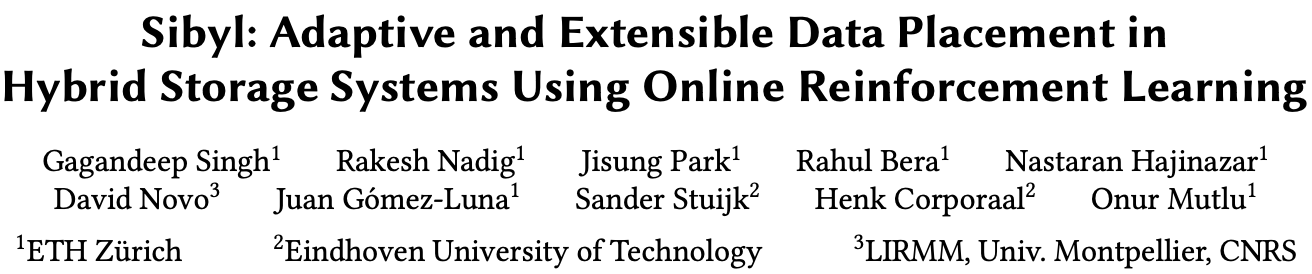 Sibyl: Adaptive and Extensible Data Placement in
Hybrid Storage Systems Using Online Reinforcement Learning
Gagandeep Singh¹ Rakesh Nadig¹ Jisung Park¹ Rahul Bera¹ Nastaran Hajinazar¹
David Novo³ Juan Gómez-Luna¹ Sander Stuijk² Henk Corporaal² Onur Mutlu¹
¹ETH Zürich ²Eindhoven University of Technology ³LIRMM, Univ. Montpellier, CNRS